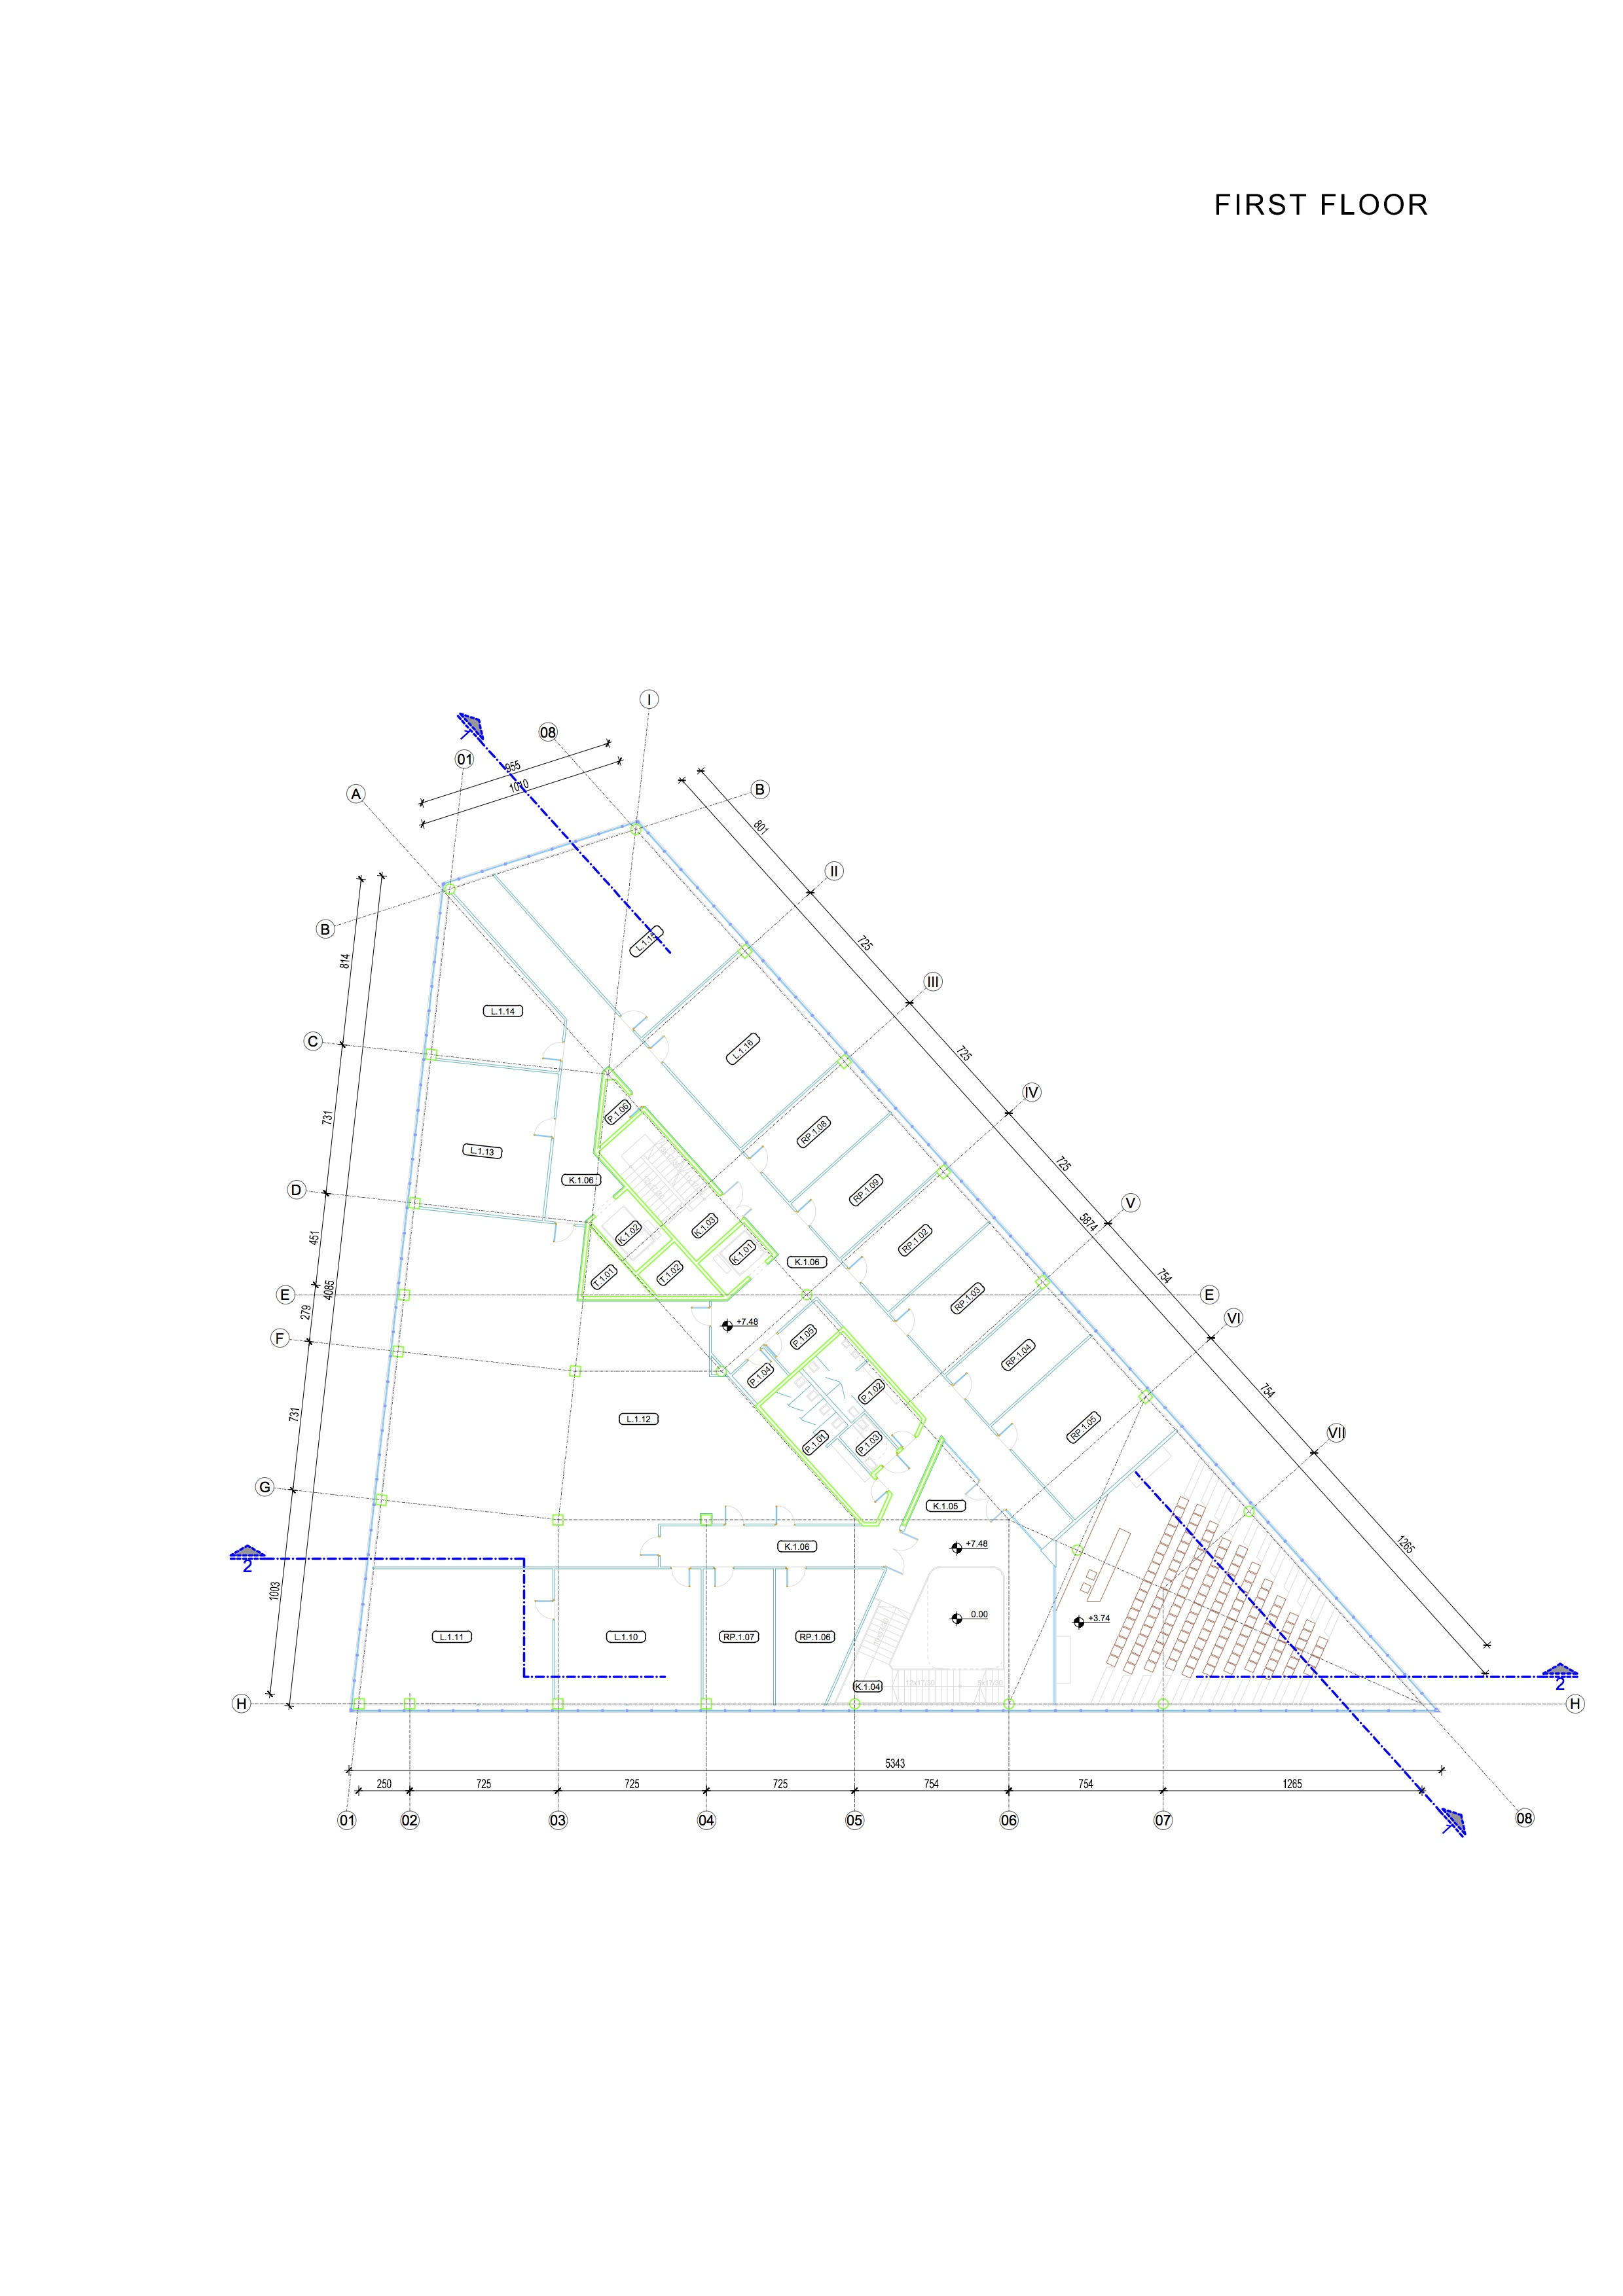 FIRST FLOOR
I
08
01
955
1010
A
B
B
801
II
814
725
III
L.1.14
C
L.1.16
725
IV
P.1.06
731
RP.1.08
L.1.13
725
K.1.06
D
RP.1.09
V
K.1.02
K.1.03
5874
451
RP.1.02
K.1.01
K.1.06
T.1.01
T.1.02
754
4085
E
E
RP.1.03
279
+7.48
VI
F
P.1.05
RP.1.04
P.1.04
754
P.1.02
731
L.1.12
RP.1.05
VII
P.1.01
P.1.03
G
K.1.05
1265
K.1.06
+7.48
2
1003
0.00
+3.74
L.1.11
L.1.10
RP.1.07
RP.1.06
K.1.04
2
H
H
5343
250
725
725
725
754
754
1265
01
02
03
04
05
06
07
08
1
1